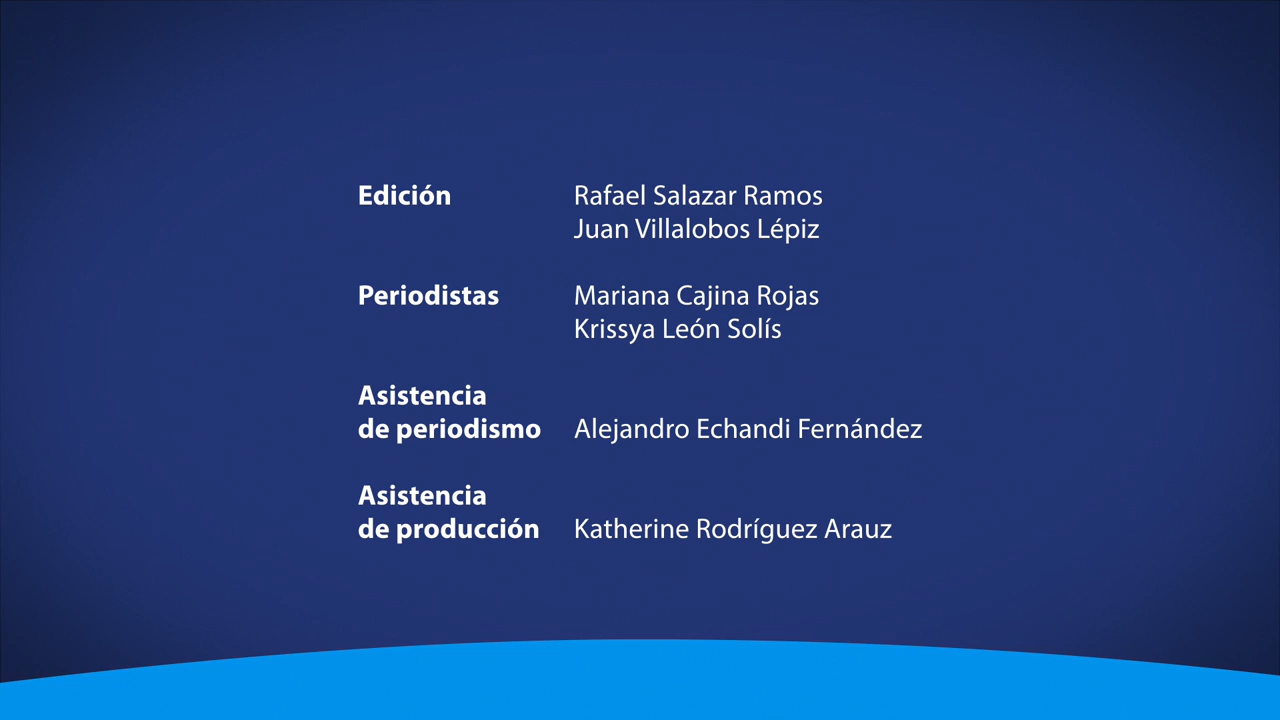 Edición Rafael Salazar Ramos
Juan Villalobos Lépiz
Periodistas Mariana Cajina Rojas
Krissya León Solís
Asistencia
de periodismo Alejandro Echandi Fernández
Asistencia
de producción Katherine Rodríguez Arauz